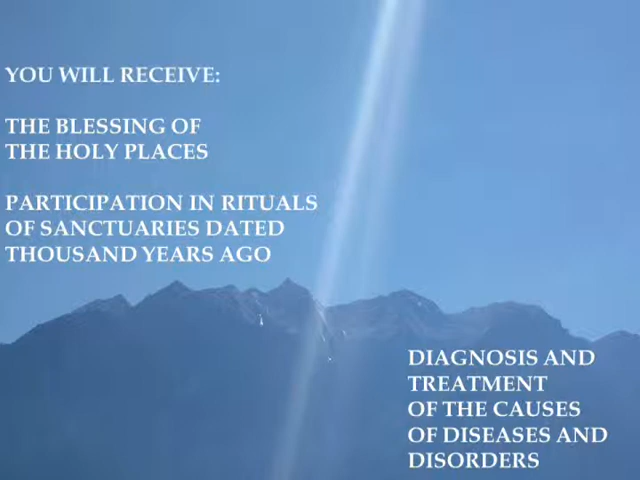 YOU WILL RECEIVE:
THE BLESSING OF
THE HOLY PLACES
PARTICIPATION IN RITUALS
OF SANCTUARIES DATED
THOUSAND YEARS AGO
DIAGNOSIS AND
TREATMENT
OF THE CAUSES
OF DISEASES AND
DISORDERS